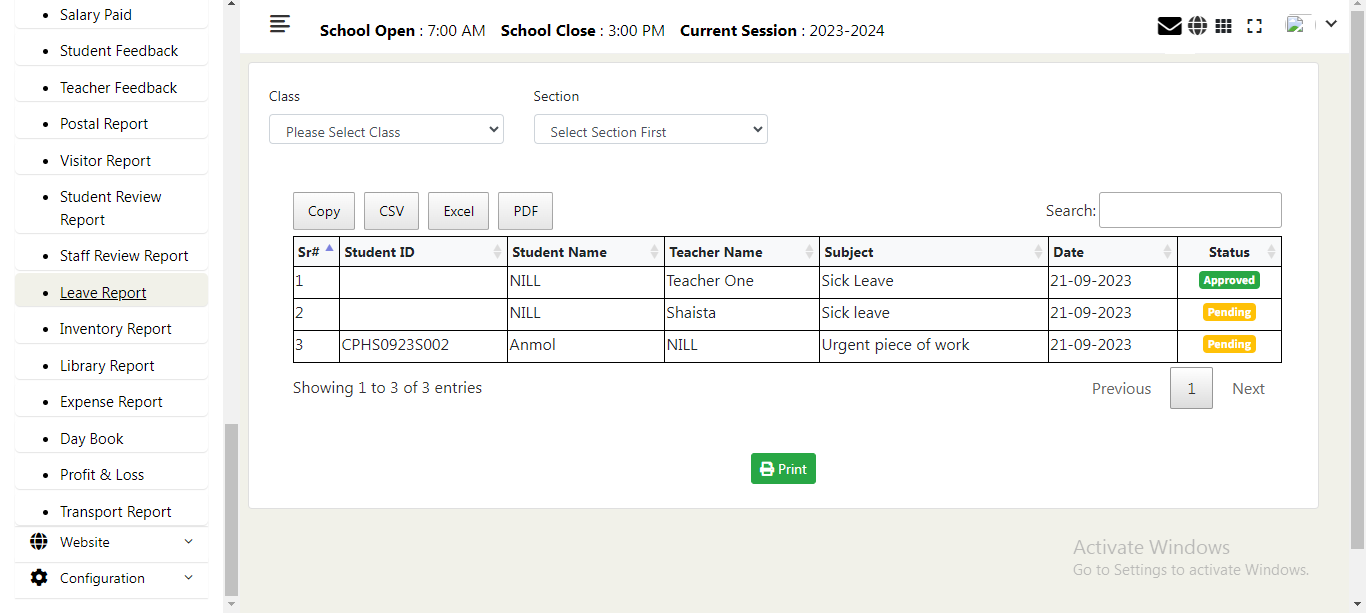 Salary Paid
Student Feedback
Teacher Feedback
Postal Report
Visitor Report
Student Review
Report
Staff Review Report
Leave Report
Inventory Report
Library Report
Expense Report
Day Book
Profit & Loss
Transport Report
Website
Configuration
School Open : 7:00 AM School Close : 3:00 PM Current Session : 2023-2024
Class Section
Please Select Class Select Section First
Copy CSV Excel PDF Search:
Sr# Student ID Student Name Teacher Name Subject Date Status
1 NILL Teacher One Sick Leave 21-09-2023 Approved
2 NILL Shaista Sick leave 21-09-2023 Pending
3 CPHS0923S002 Anmol NILL Urgent piece of work 21-09-2023 Pending
Showing 1 to 3 of 3 entries Previous 1 Next
Print
Activate Windows
Go to Settings to activate Windows.